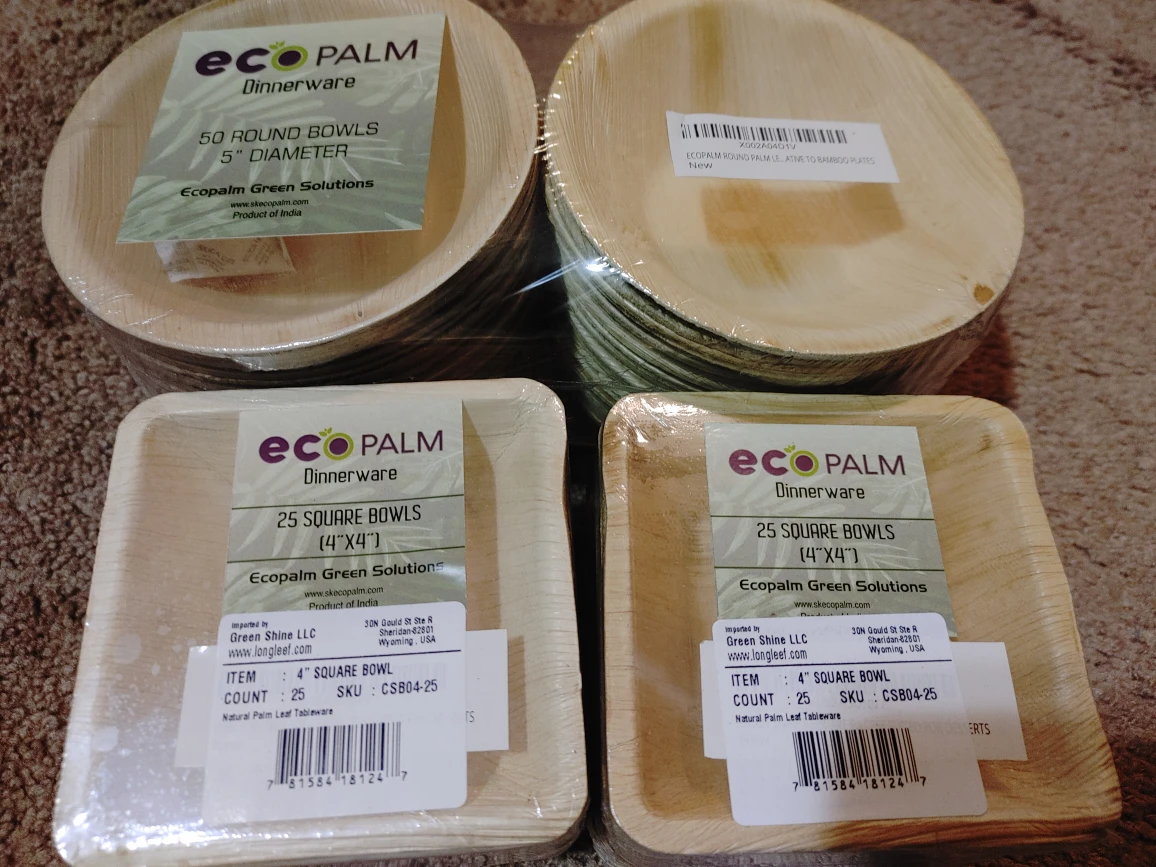 eco PALM
Dinnerware
50 ROUND BOWLS
5" DIAMETER
Ecopalm Green Solutions
www.skecopalm.com
Product of India
X002A04O1V
ECOPALM ROUND PALM LE...ATIVE TO BAMBOO PLATES
New
eco PALM
Dinnerware
25 SQUARE BOWLS
(4"X4")
Ecopalm Green Solutions
www.skecopalm.com
Product of India
Imported by
Green Shine LLC
www.longleef.com
30N Gould St Ste R
Sheridan-82801
Wyoming , USA
ITEM : 4" SQUARE BOWL
COUNT : 25 SKU : CSB04-25
Natural Palm Leaf Tableware
7 81584 18124 7
TS
eco PALM
Dinnerware
25 SQUARE BOWLS
(4"X4")
Ecopalm Green Solutions
www.skecopalm.com
Imported by
Green Shine LLC
www.longleef.com
30N Gould St Ste R
Sheridan-82801
Wyoming , USA
ITEM : 4" SQUARE BOWL
COUNT : 25 SKU : CSB04-25
Natural Palm Leaf Tableware
7 81584 18124 7
ERTS